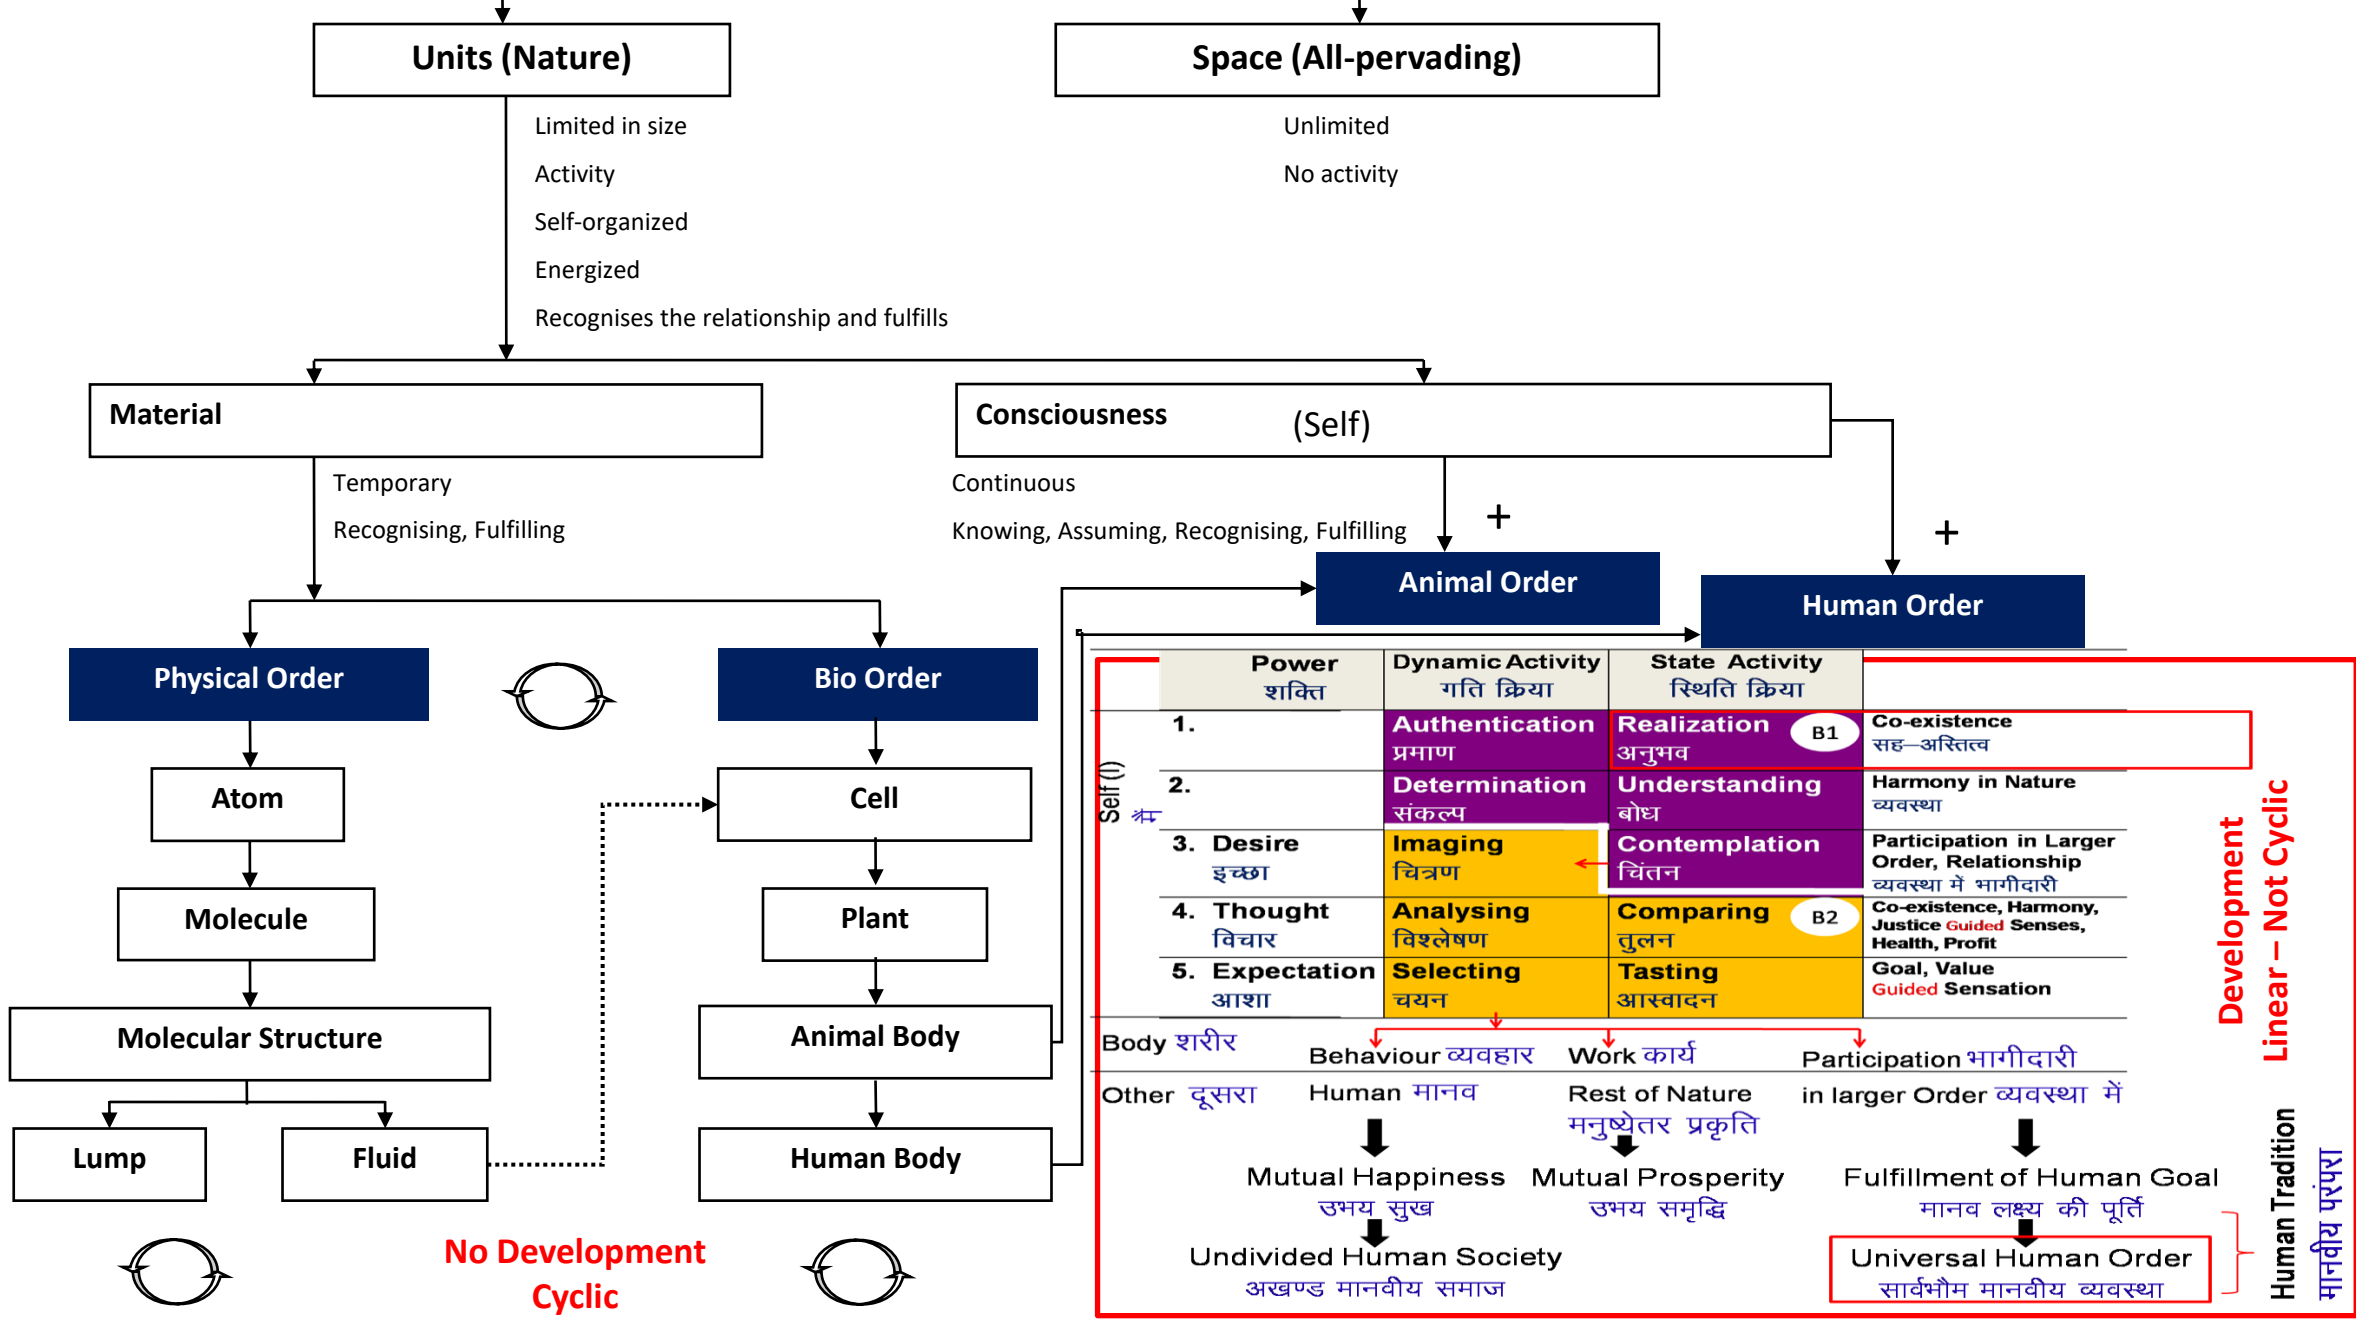 Units (Nature)
Space (All-pervading)
Limited in size
Activity
Self-organized
Energized
Recognises the relationship and fulfills
Unlimited
No activity
Material
Consciousness (Self)
Temporary
Recognising, Fulfilling
Continuous
Knowing, Assuming, Recognising, Fulfilling
+
+
Animal Order
Human Order
Physical Order
Bio Order
Atom
Molecule
Molecular Structure
Lump
Fluid
Cell
Plant
Animal Body
Human Body
No Development
Cyclic
Power
शक्ति
Dynamic Activity
गति क्रिया
State Activity
स्थिति क्रिया
Self (I)
मैं
1.
Authentication
प्रमाण
Realization
अनुभव
B1
Co-existence
सह–अस्तित्व
2.
Determination
संकल्प
Understanding
बोध
Harmony in Nature
व्यवस्था
3. Desire
इच्छा
Imaging
चित्रण
Contemplation
चिंतन
Participation in Larger
Order, Relationship
व्यवस्था में भागीदारी
4. Thought
विचार
Analysing
विश्लेषण
Comparing
तुलन
B2
Co-existence, Harmony,
Justice Guided Senses,
Health, Profit
5. Expectation
आशा
Selecting
चयन
Tasting
आस्वादन
Goal, Value
Guided Sensation
Body शरीर
Behaviour व्यवहार
Work कार्य
Participation भागीदारी
Other दूसरा
Human मानव
Rest of Nature
मनुष्येतर प्रकृति
in larger Order व्यवस्था में
Mutual Happiness
उभय सुख
Mutual Prosperity
उभय समृद्धि
Fulfillment of Human Goal
मानव लक्ष्य की पूर्ति
Undivided Human Society
अखण्ड मानवीय समाज
Universal Human Order
सार्वभौम मानवीय व्यवस्था
Development
Linear – Not Cyclic
Human Tradition
मानवीय परंपरा